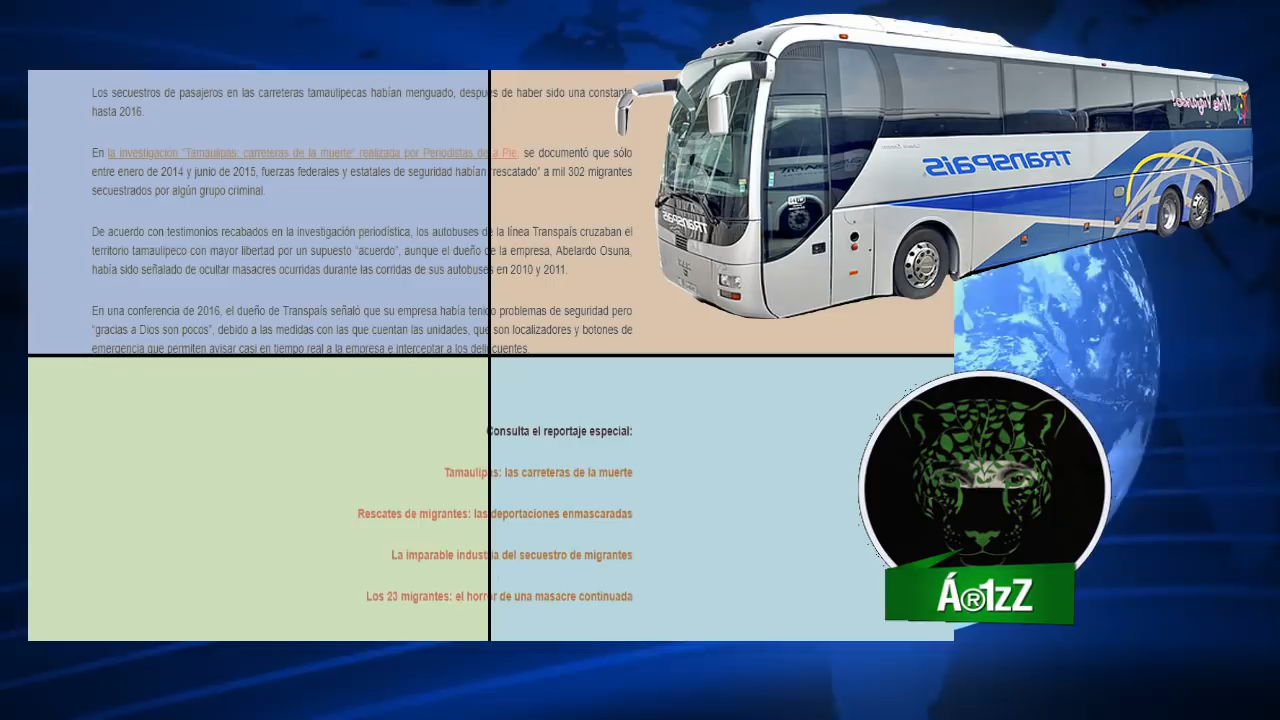 Los secuestros de pasajeros en las carreteras tamaulipecas habían menguado, después de haber sido una constante
hasta 2016.
En la investigación "Tamaulipas: carreteras de la muerte" realizada por Periodistas de a Pie, se documentó que sólo
entre enero de 2014 y junio de 2015, fuerzas federales y estatales de seguridad habían "rescatado" a mil 302 migrantes
secuestrados por algún grupo criminal.
De acuerdo con testimonios recabados en la investigación periodística, los autobuses de la línea Transpaís cruzaban el
territorio tamaulipeco con mayor libertad por un supuesto "acuerdo", aunque el dueño de la empresa, Abelardo Osuna,
había sido señalado de ocultar masacres ocurridas durante las corridas de sus autobuses en 2010 y 2011.
En una conferencia de 2016, el dueño de Transpaís señaló que su empresa había tenido problemas de seguridad pero
"gracias a Dios son pocos", debido a las medidas con las que cuentan las unidades, que son localizadores y botones de
emergencia que permiten avisar casi en tiempo real a la empresa e interceptar a los delincuentes.
Vive Viajando!
TRANSPAÍS
Consulta el reportaje especial:
Tamaulipas: las carreteras de la muerte
Rescates de migrantes: las deportaciones enmascaradas
La imparable industria del secuestro de migrantes
Los 23 migrantes: el horror de una masacre continuada
Á®1zZ